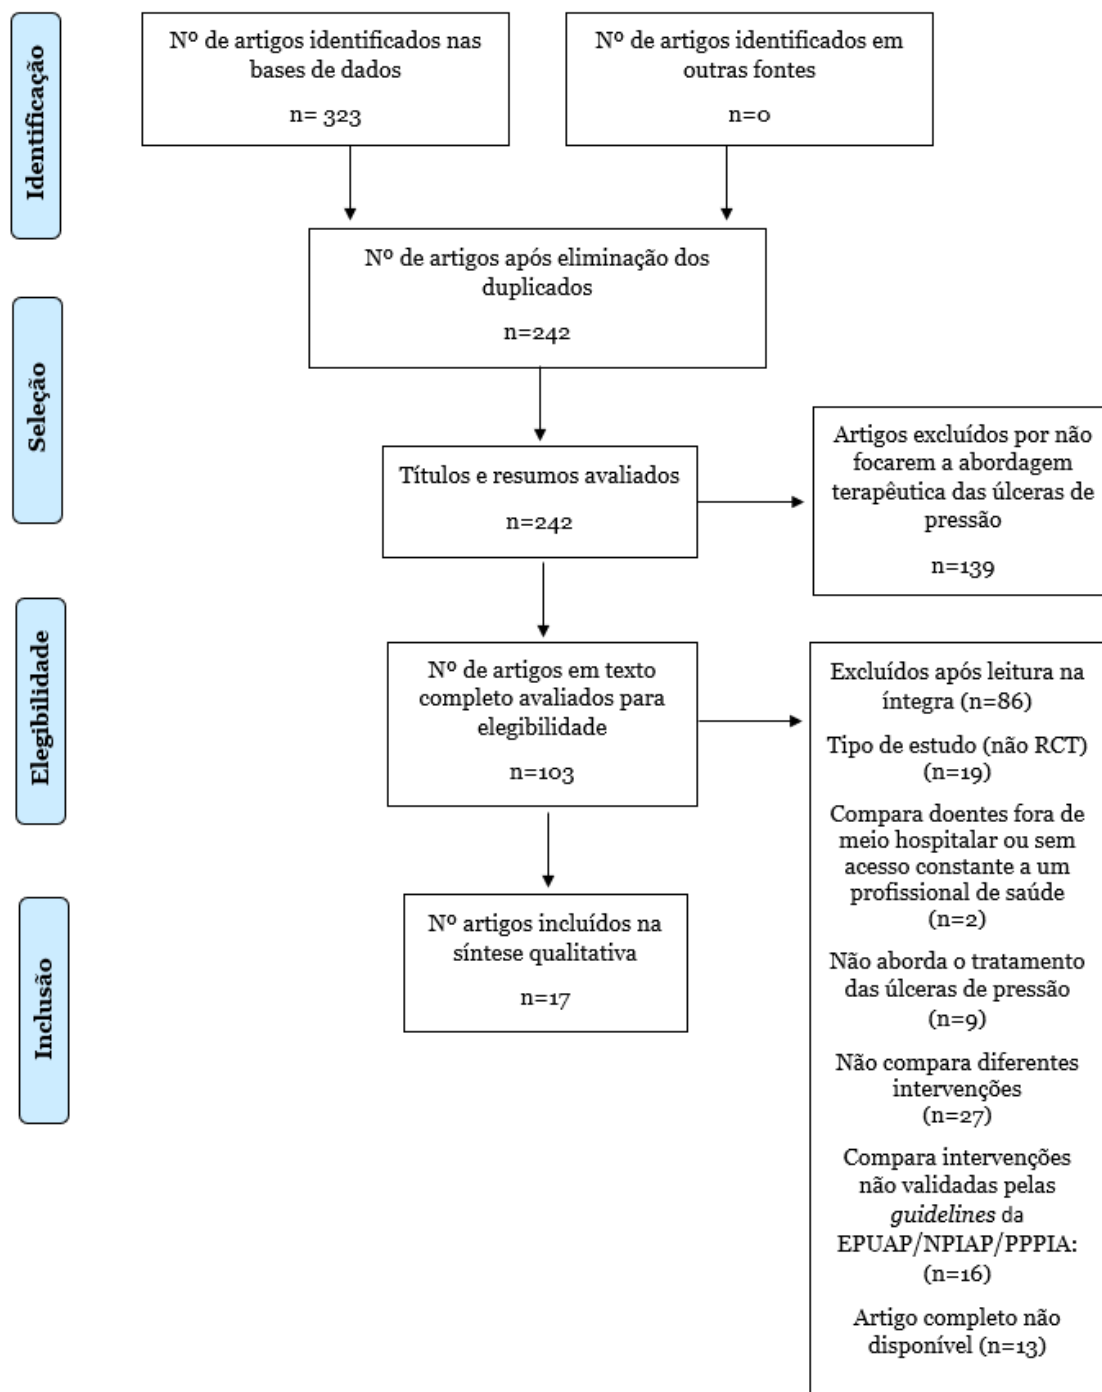 Identificação
Nº de artigos identificados nas
bases de dados
n= 323
Nº de artigos identificados em
outras fontes
n=0
Nº de artigos após eliminação dos
duplicados
n=242
Seleção
Títulos e resumos avaliados
n=242
Artigos excluídos por não
focarem a abordagem
terapêutica das úlceras de
pressão
n=139
Elegibilidade
Nº de artigos em texto
completo avaliados para
elegibilidade
n=103
Excluídos após leitura na
íntegra (n=86)
Tipo de estudo (não RCT)
(n=19)
Compara doentes fora de
meio hospitalar ou sem
acesso constante a um
profissional de saúde
(n=2)
Não aborda o tratamento
das úlceras de pressão
(n=9)
Não compara diferentes
intervenções
(n=27)
Compara intervenções
não validadas pelas
guidelines da
EPUAP/NPIAP/PPPIA:
(n=16)
Artigo completo não
disponível (n=13)
Inclusão
Nº artigos incluídos na
síntese qualitativa
n=17